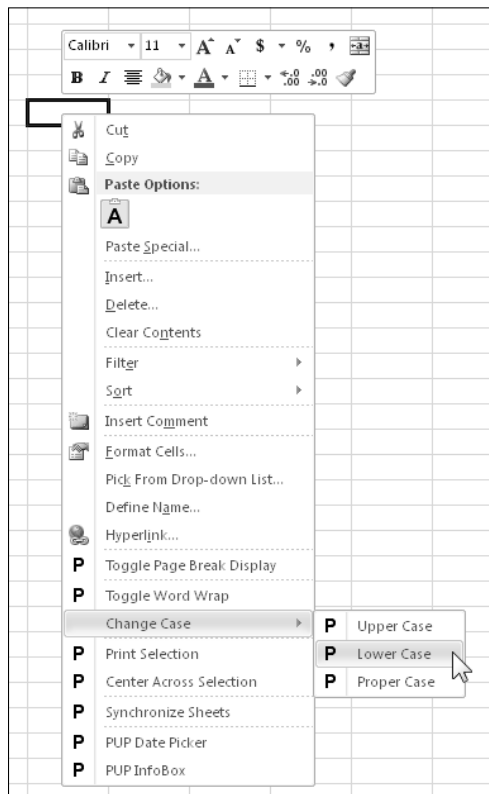 Calibri 11 A A $ % ,
B I A .00 .00
Cut
Copy
Paste Options:
A
Paste Special...
Insert...
Delete...
Clear Contents
Filter
Sort
Insert Comment
Format Cells...
Pick From Drop-down List...
Define Name...
Hyperlink...
P Toggle Page Break Display
P Toggle Word Wrap
Change Case
P Upper Case
P Lower Case
P Proper Case
P Print Selection
P Center Across Selection
P Synchronize Sheets
P PUP Date Picker
P PUP InfoBox